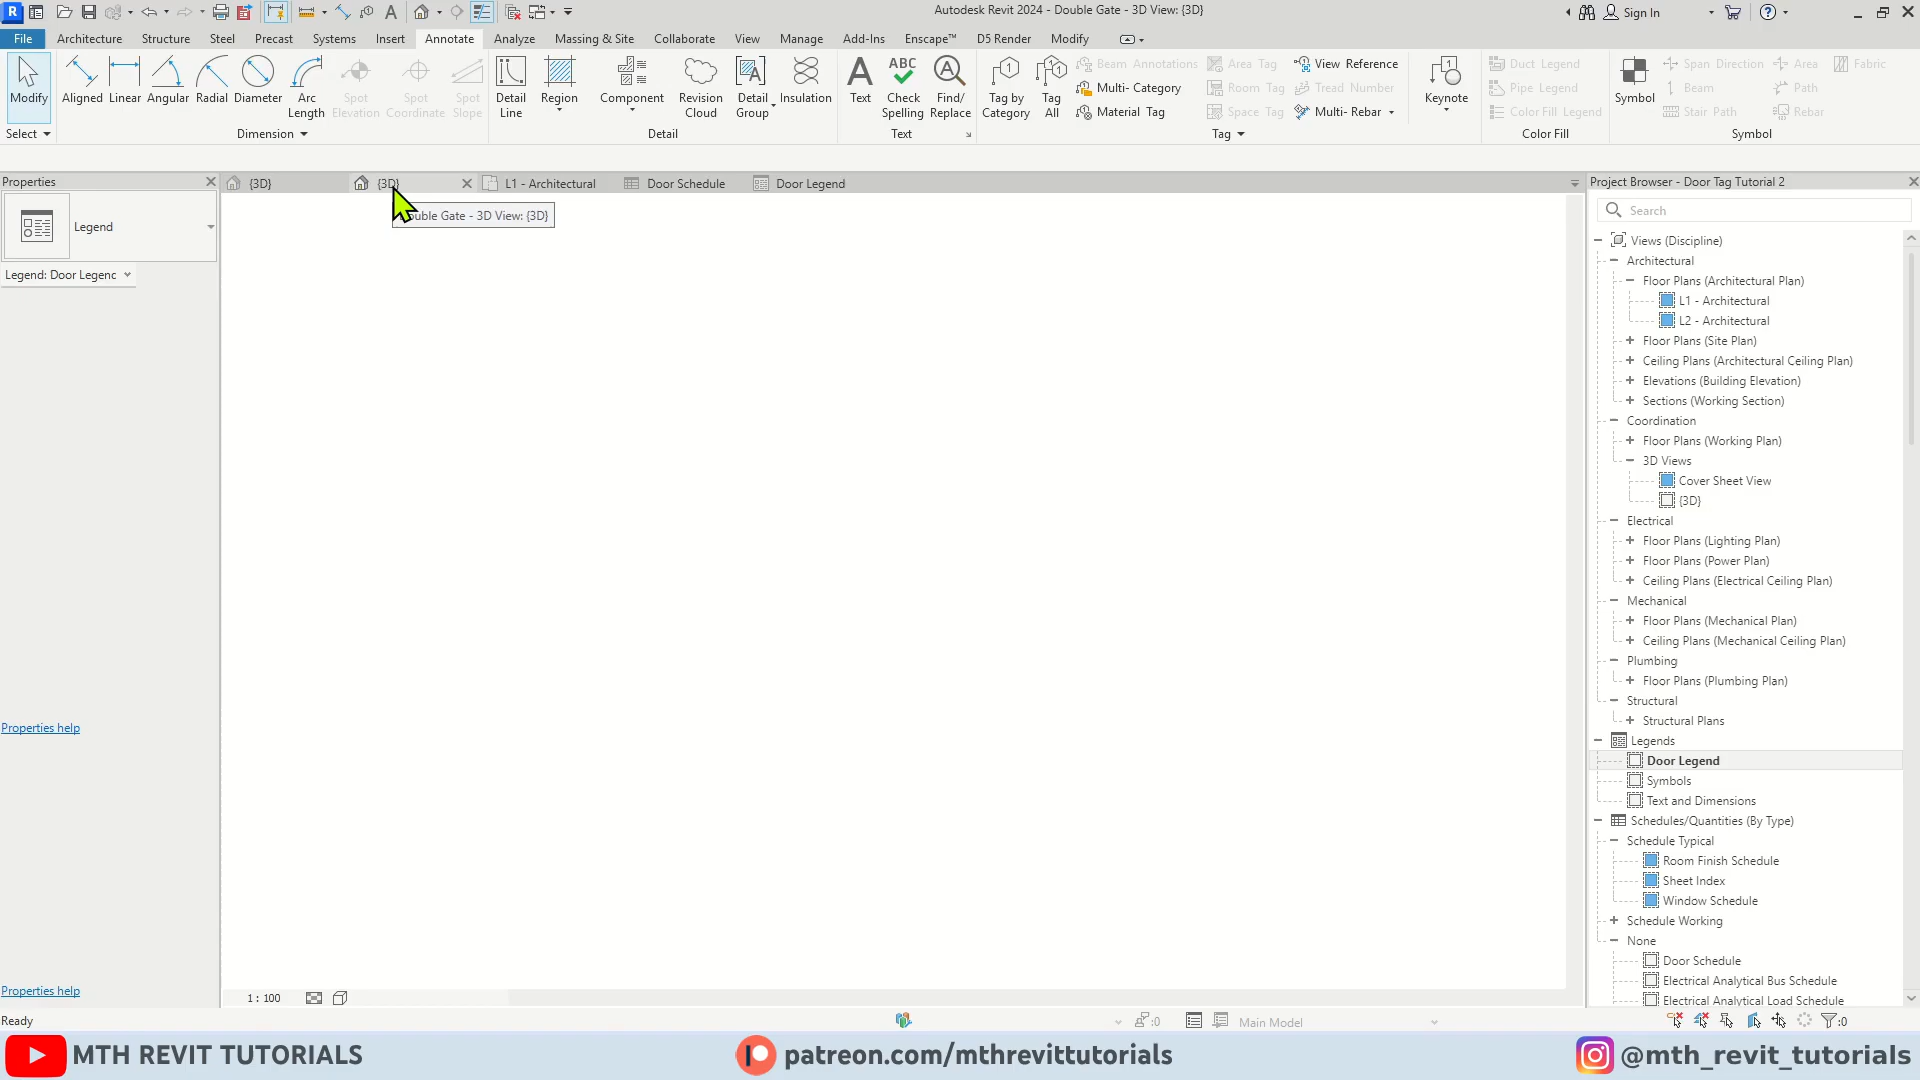 Autodesk Revit 2024 - Double Gate - 3D View: {3D}
Sign In
File Architecture Structure Steel Precast Systems Insert Annotate Analyze Massing & Site Collaborate View Manage Add-Ins Enscape™ D5 Render Modify
Modify
Select
Aligned Linear Angular Radial Diameter Arc Length Spot Elevation Spot Coordinate Spot Slope
Dimension
Detail Line Region Component Revision Cloud Detail Group Insulation
Detail
Text Check Spelling Find/ Replace
Text
Tag by Category Tag All
Beam Annotations Area Tag View Reference
Multi- Category Room Tag Tread Number
Material Tag Space Tag Multi- Rebar
Tag
Keynote
Duct Legend
Pipe Legend
Color Fill Legend
Color Fill
Symbol
Span Direction Area Fabric
Beam Path
Stair Path Rebar
Symbol
Properties
Legend
Legend: Door Legend
Properties help
Properties help
{3D} {3D} L1 - Architectural Door Schedule Door Legend
ouble Gate - 3D View: {3D}
1 : 100
Project Browser - Door Tag Tutorial 2
Search
Views (Discipline)
Architectural
Floor Plans (Architectural Plan)
L1 - Architectural
L2 - Architectural
Floor Plans (Site Plan)
Ceiling Plans (Architectural Ceiling Plan)
Elevations (Building Elevation)
Sections (Working Section)
Coordination
Floor Plans (Working Plan)
3D Views
Cover Sheet View
{3D}
Electrical
Floor Plans (Lighting Plan)
Floor Plans (Power Plan)
Ceiling Plans (Electrical Ceiling Plan)
Mechanical
Floor Plans (Mechanical Plan)
Ceiling Plans (Mechanical Ceiling Plan)
Plumbing
Floor Plans (Plumbing Plan)
Structural
Structural Plans
Legends
Door Legend
Symbols
Text and Dimensions
Schedules/Quantities (By Type)
Schedule Typical
Room Finish Schedule
Sheet Index
Window Schedule
Schedule Working
None
Door Schedule
Electrical Analytical Bus Schedule
Electrical Analytical Load Schedule
Ready
:0
Main Model
:0
MTH REVIT TUTORIALS
patreon.com/mthrevittutorials
@mth_revit_tutorials